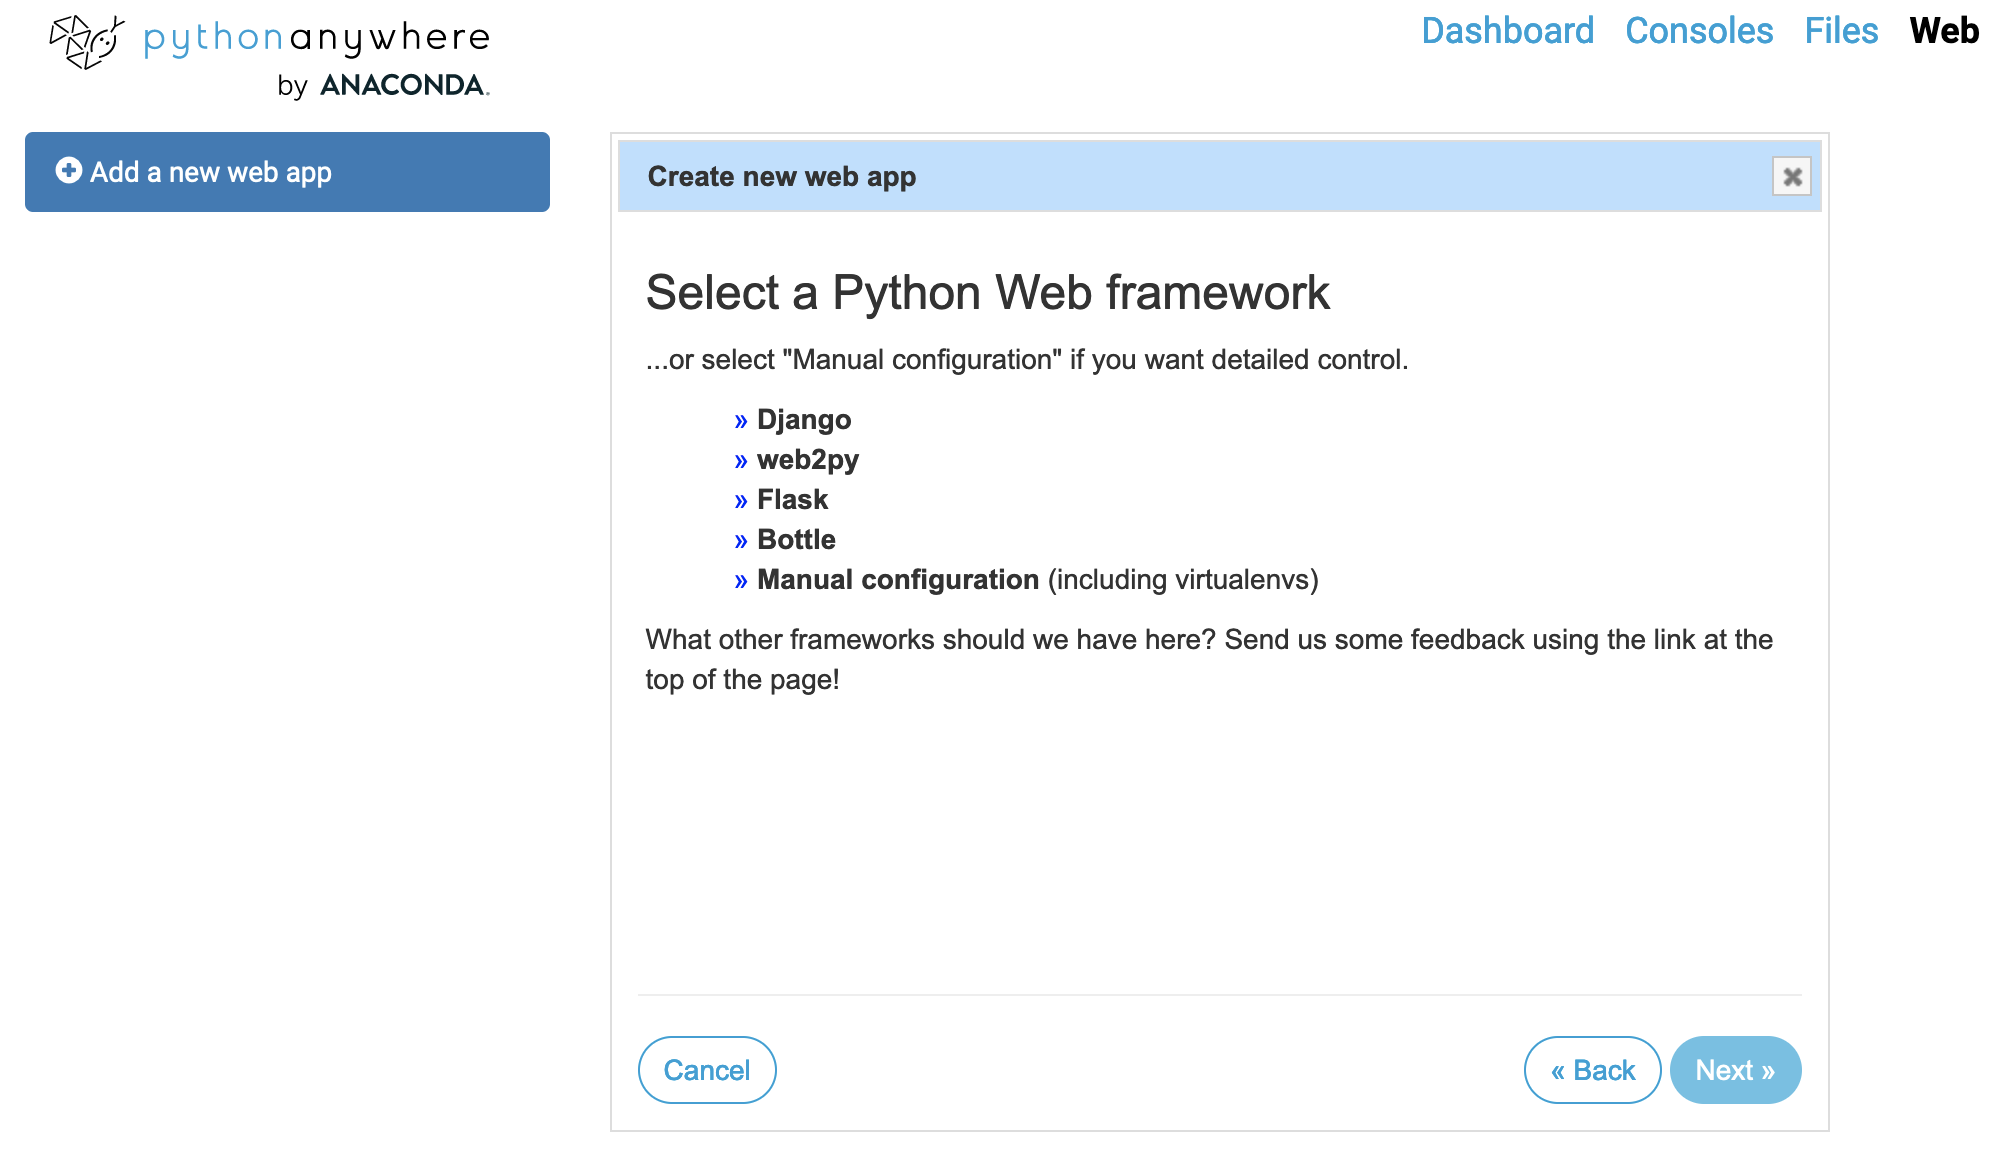 pythonanywhere
by ANACONDA.
Dashboard Consoles Files Web
Add a new web app
Create new web app
Select a Python Web framework
...or select "Manual configuration" if you want detailed control.
» Django
» web2py
» Flask
» Bottle
» Manual configuration (including virtualenvs)
What other frameworks should we have here? Send us some feedback using the link at the
top of the page!
Cancel
« Back
Next »